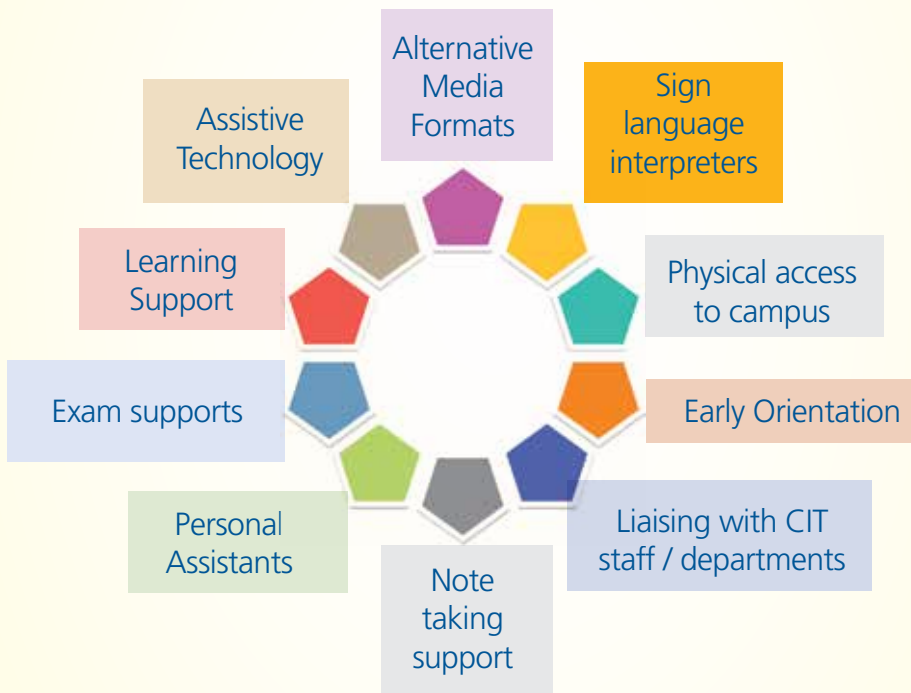 Alternative
Media
Formats
Sign
language
interpreters
Assistive
Technology
Physical access
to campus
Learning
Support
Early Orientation
Exam supports
Liaising with CIT
staff / departments
Personal
Assistants
Note
taking
support